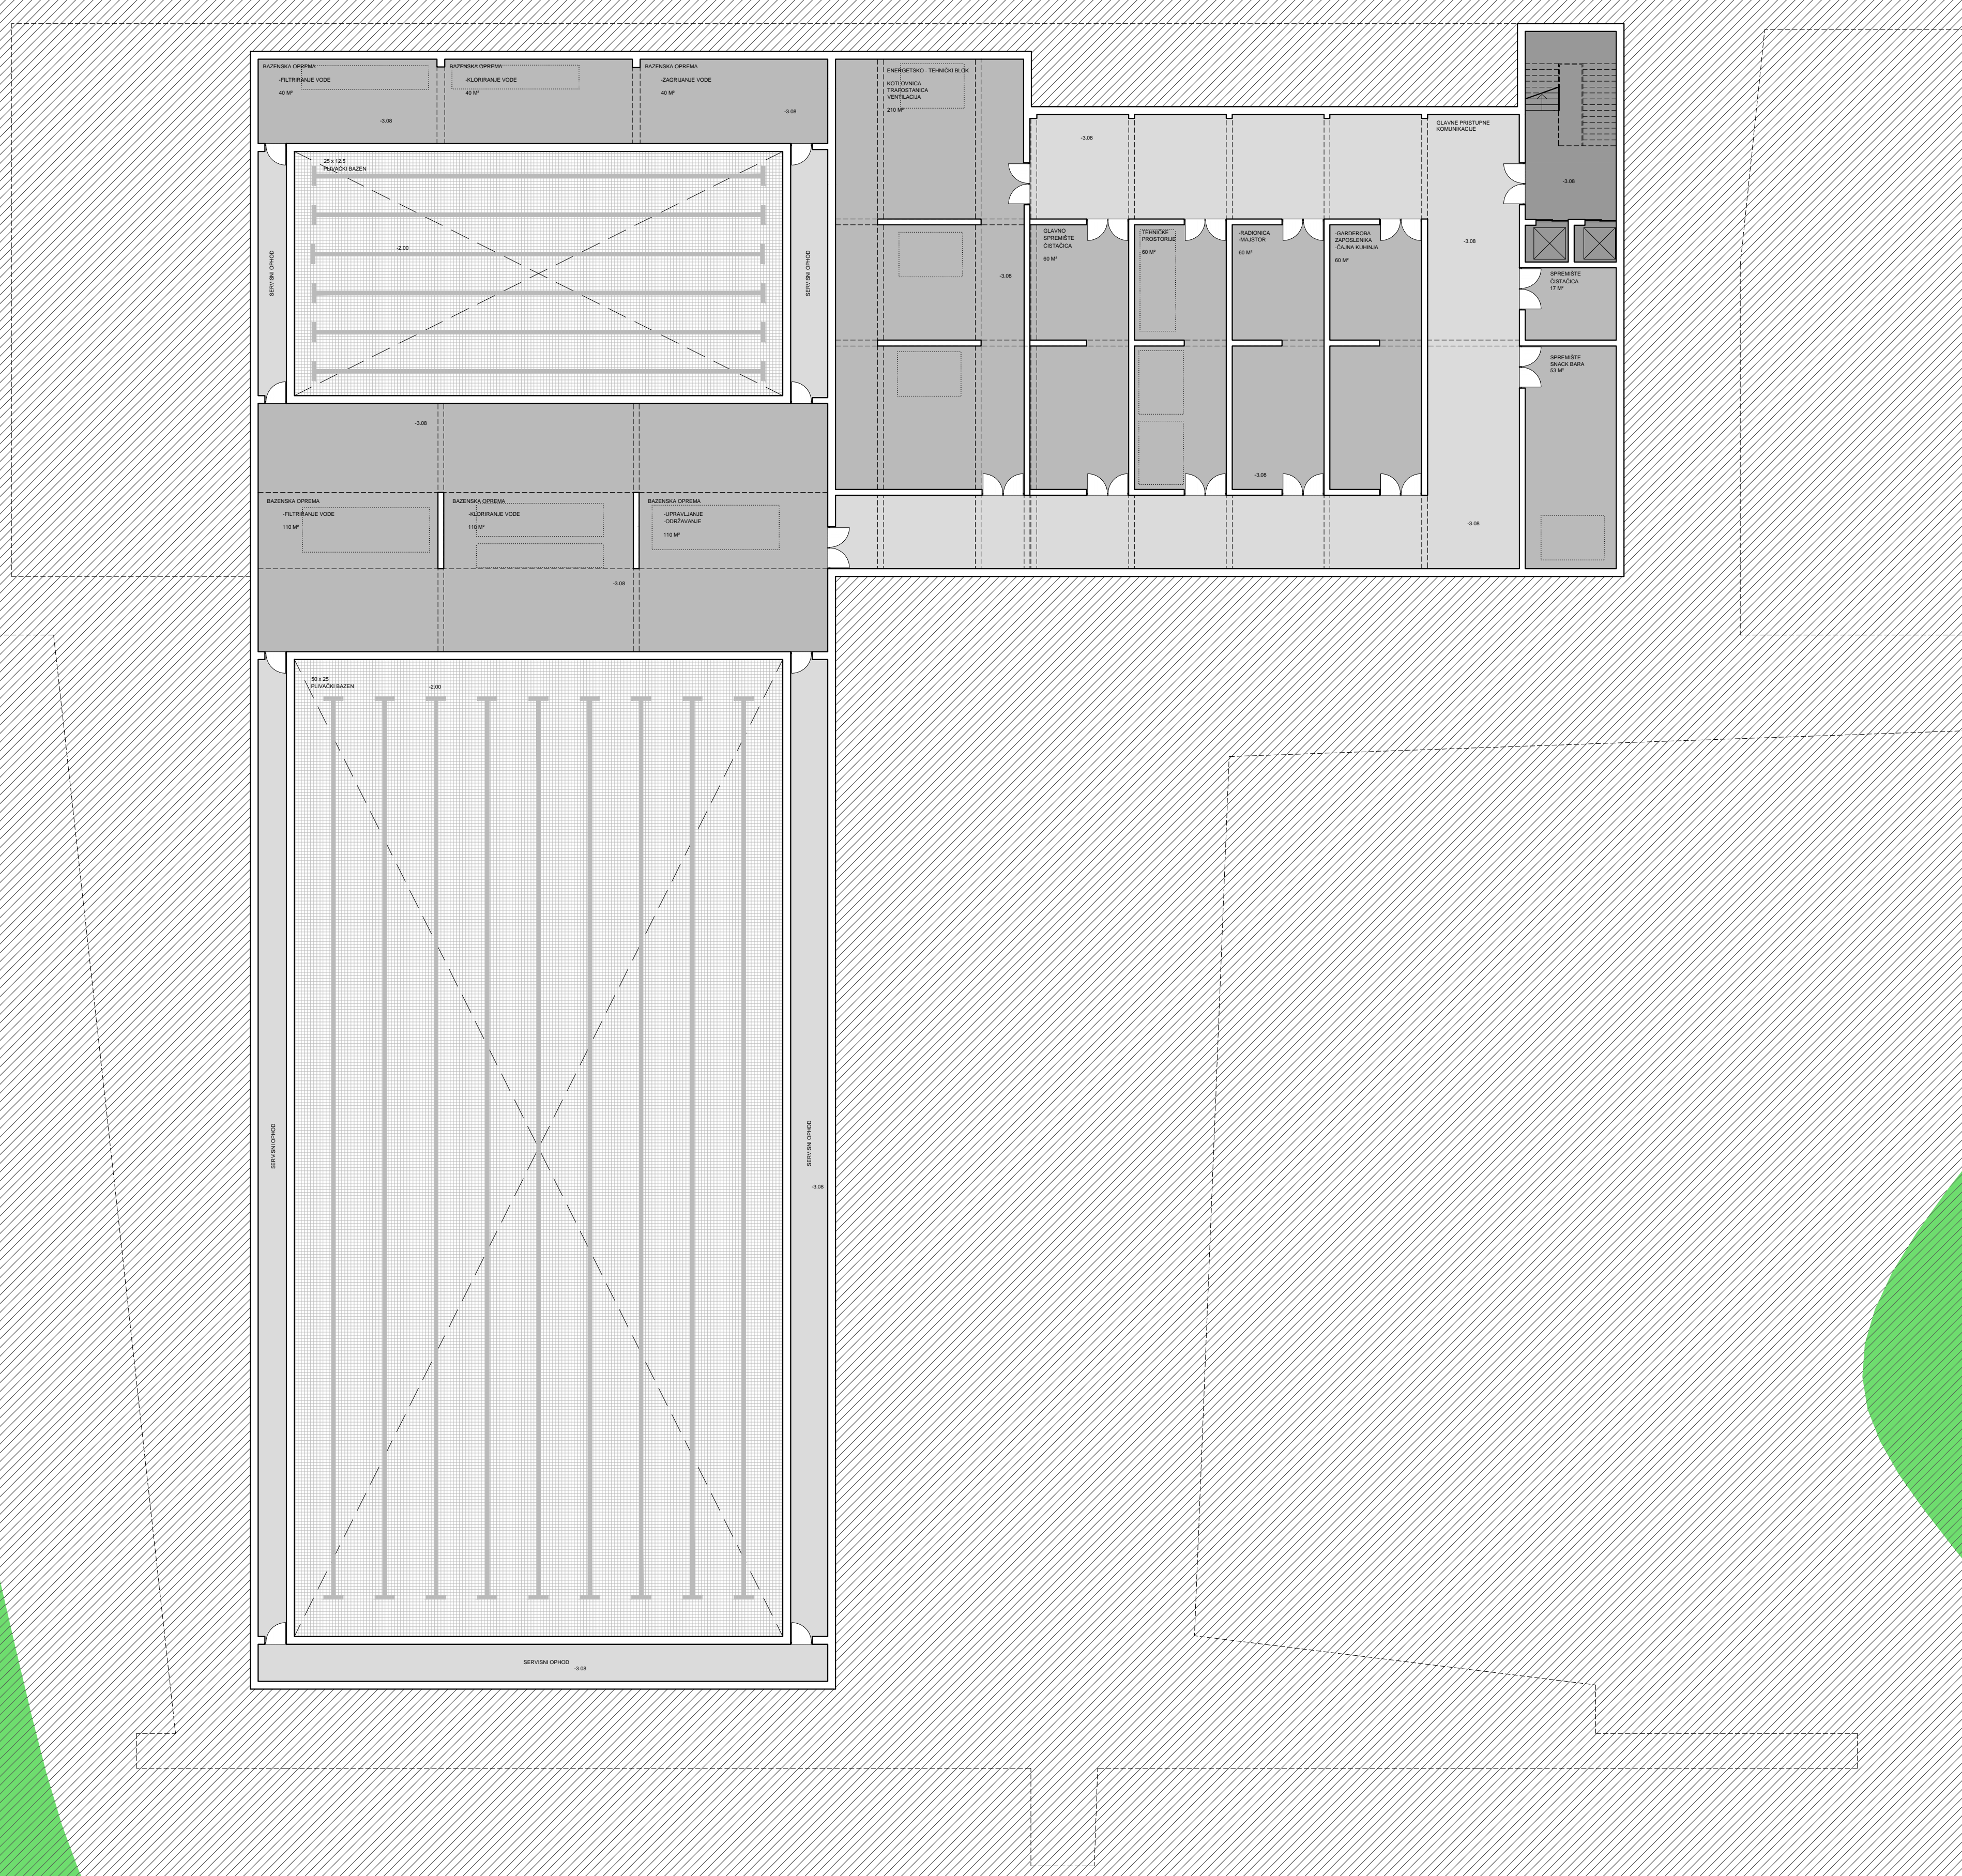 BAZENSKA OPREMA
-FILTRIRANJE VODE
40 M²
-3.08
BAZENSKA OPREMA
-KLORIRANJE VODE
40 M²
BAZENSKA OPREMA
-ZAGRIJANJE VODE
40 M²
-3.08
ENERGETSKO - TEHNIČKI BLOK
KOTLOVNICA
TRAFOSTANICA
VENTILACIJA
210 M²
-3.08
GLAVNE PRISTUPNE
KOMUNIKACIJE
-3.08
25 x 12.5
PLIVAČKI BAZEN
-2.00
SERVISNI OPHOD
SERVISNI OPHOD
-3.08
GLAVNO
SPREMIŠTE
ČISTAČICA
60 M²
TEHNIČKE
PROSTORIJE
60 M²
-RADIONICA
-MAJSTOR
60 M²
-GARDEROBA
ZAPOSLENIKA
-ČAJNA KUHINJA
60 M²
-3.08
SPREMIŠTE
ČISTAČICA
17 M²
SPREMIŠTE
SNACK BARA
53 M²
-3.08
-3.08
-3.08
BAZENSKA OPREMA
-FILTRIRANJE VODE
110 M²
BAZENSKA OPREMA
-KLORIRANJE VODE
110 M²
BAZENSKA OPREMA
-UPRAVLJANJE
-ODRŽAVANJE
110 M²
-3.08
50 x 25
PLIVAČKI BAZEN
-2.00
SERVISNI OPHOD
SERVISNI OPHOD
-3.08
SERVISNI OPHOD
-3.08